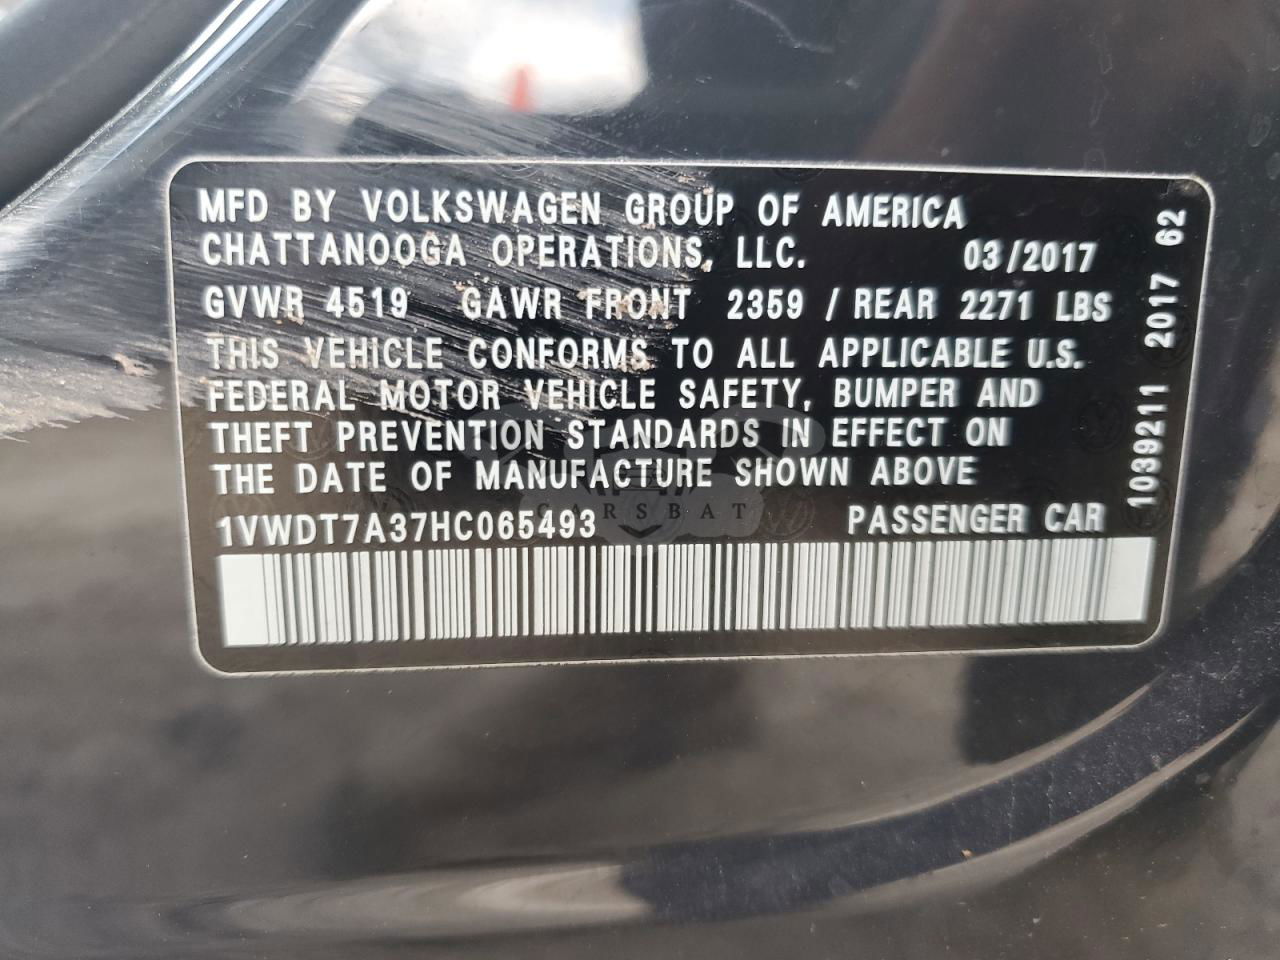 MFD BY VOLKSWAGEN GROUP OF AMERICA
CHATTANOOGA OPERATIONS, LLC. 03/2017
GVWR 4519 GAWR FRONT 2359 / REAR 2271 LBS
THIS VEHICLE CONFORMS TO ALL APPLICABLE U.S.
FEDERAL MOTOR VEHICLE SAFETY, BUMPER AND
THEFT PREVENTION STANDARDS IN EFFECT ON
THE DATE OF MANUFACTURE SHOWN ABOVE
1VWDT7A37HC065493 PASSENGER CAR
1039211 2017 62
CARSBAT